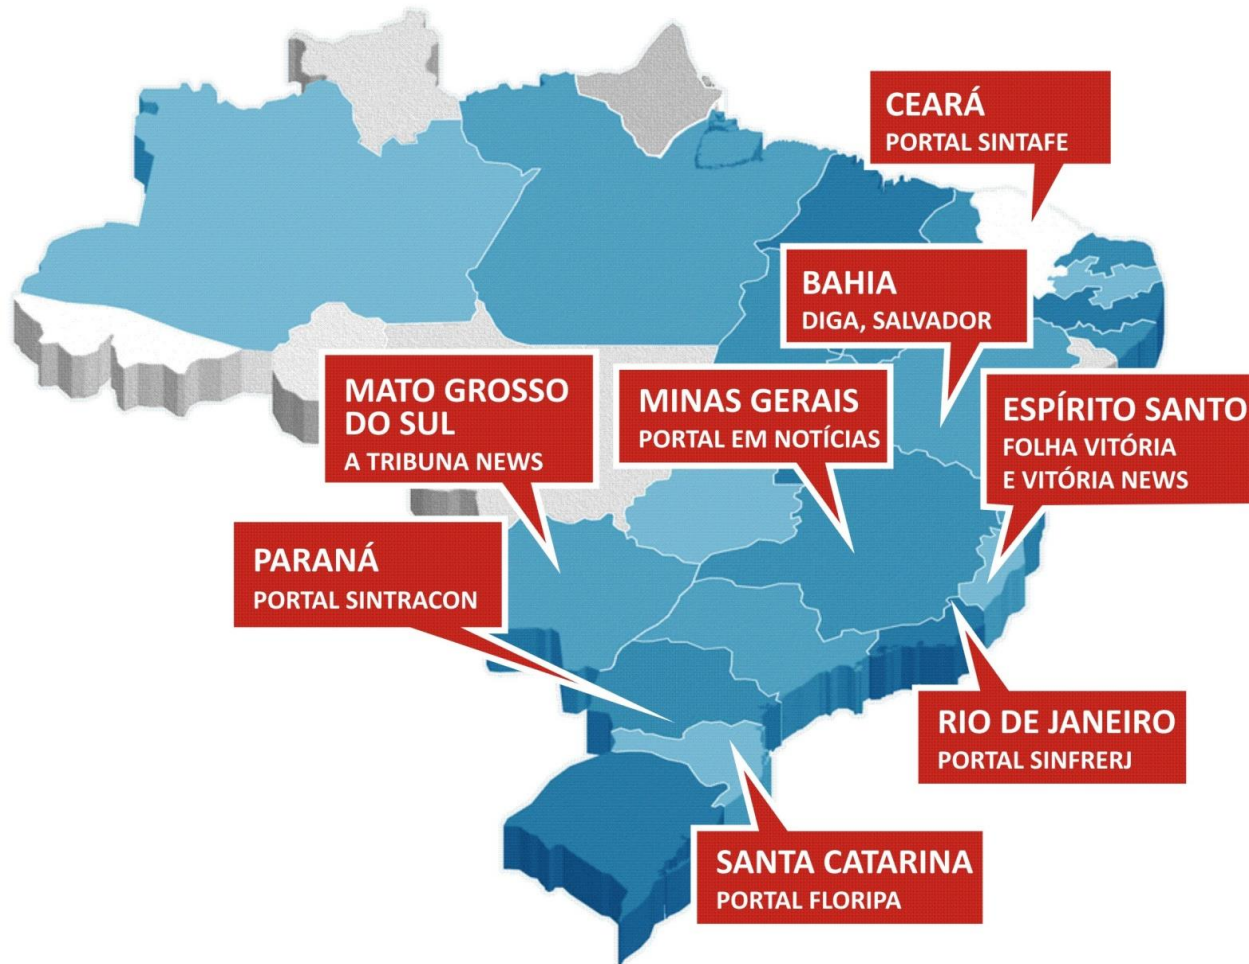 CEARÁ
PORTAL SINTAFE
BAHIA
DIGA, SALVADOR
MATO GROSSO
DO SUL
A TRIBUNA NEWS
MINAS GERAIS
PORTAL EM NOTÍCIAS
ESPÍRITO SANTO
FOLHA VITÓRIA
E VITÓRIA NEWS
PARANÁ
PORTAL SINTRACON
RIO DE JANEIRO
PORTAL SINFRERJ
SANTA CATARINA
PORTAL FLORIPA